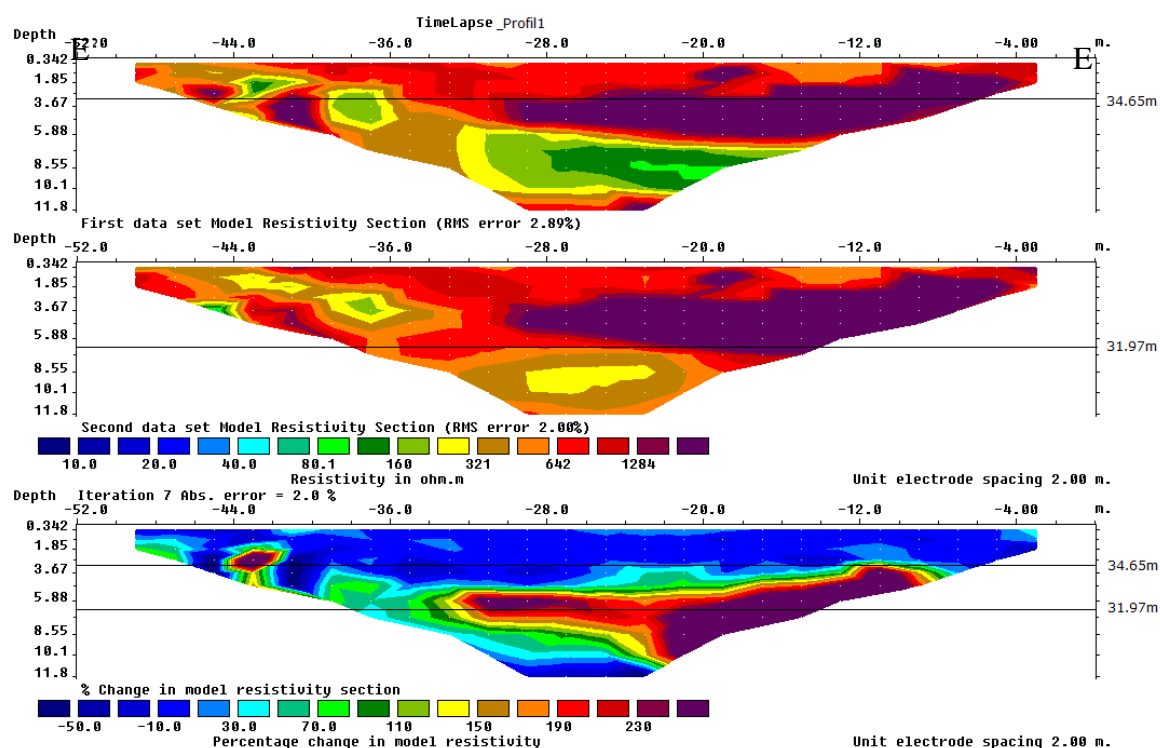 TimeLapse_Profil1
Depth -52.0 -44.0 -36.0 -28.0 -20.0 -12.0 -4.00 m.
E E
0.342
1.85
3.67 34.65m
5.88
8.55
10.1
11.8
First data set Model Resistivity Section (RMS error 2.89%)
Depth -52.0 -44.0 -36.0 -28.0 -20.0 -12.0 -4.00 m.
0.342
1.85
3.67
5.88
31.97m
8.55
10.1
11.8
Second data set Model Resistivity Section (RMS error 2.00%)
10.0 20.0 40.0 80.1 160 321 642 1284
Resistivity in ohm.m Unit electrode spacing 2.00 m.
Depth Iteration 7 Abs. error = 2.0 %
-52.0 -44.0 -36.0 -28.0 -20.0 -12.0 -4.00 m.
0.342
1.85
3.67 34.65m
5.88
31.97m
8.55
10.1
11.8
% Change in model resistivity section
-50.0 -10.0 30.0 70.0 110 150 190 230
Percentage change in model resistivity Unit electrode spacing 2.00 m.